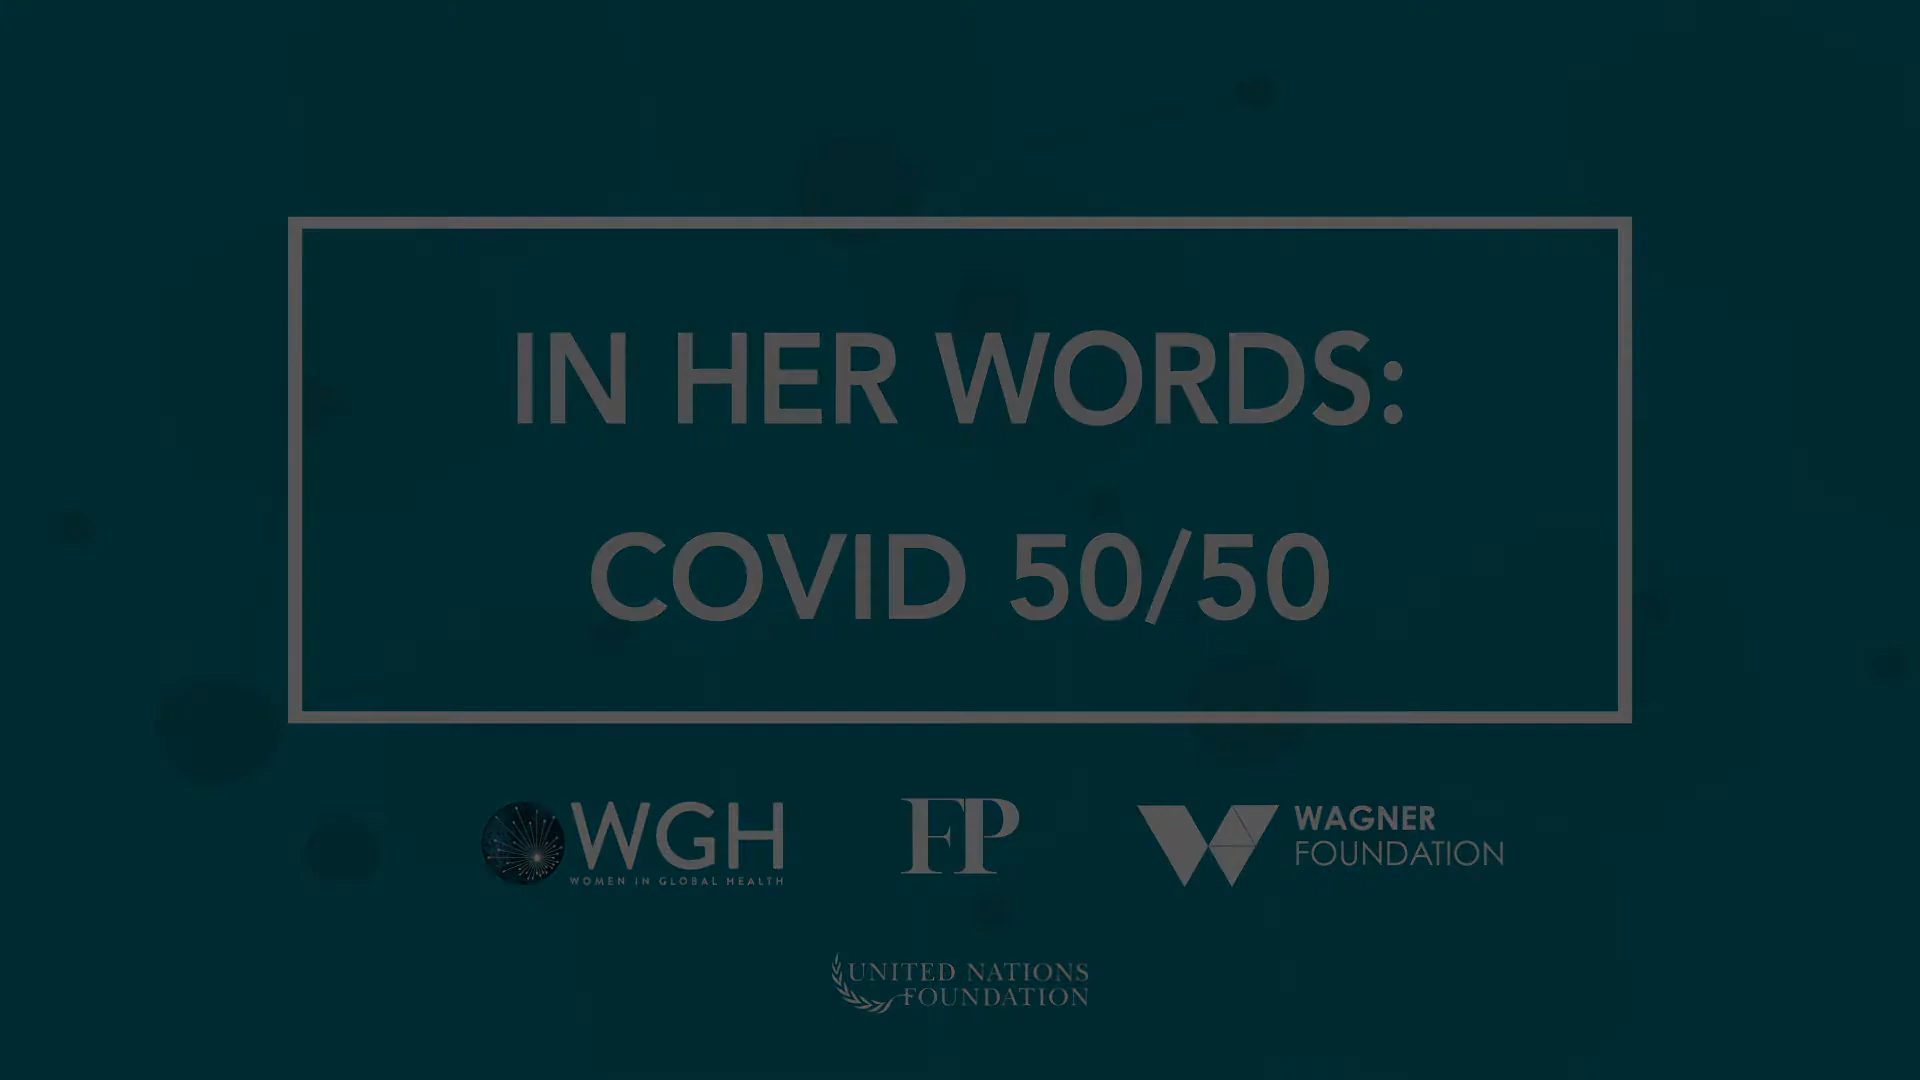 IN HER WORDS:
COVID 50/50
WGH
WOMEN IN GLOBAL HEALTH
FP
WAGNER
FOUNDATION
UNITED NATIONS
FOUNDATION